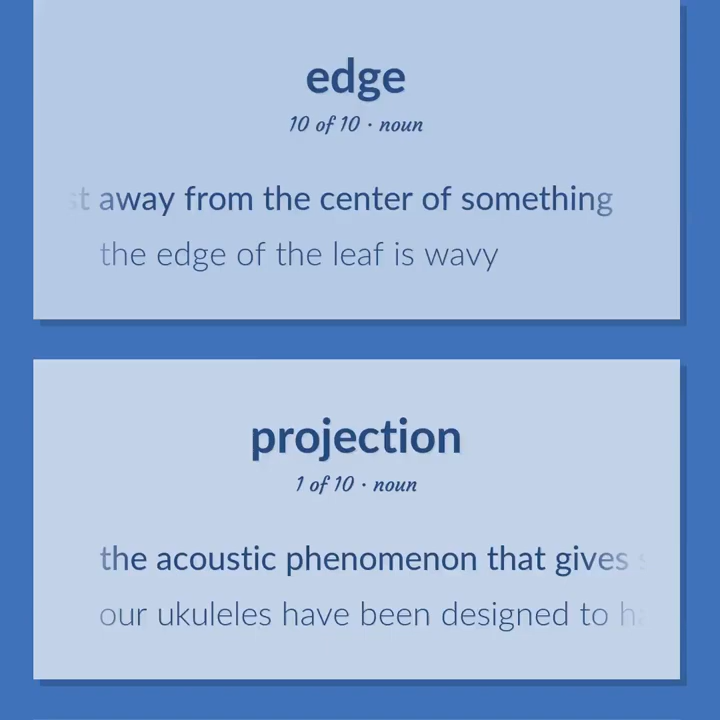 edge
10 of 10 · noun
away from the center of something
the edge of the leaf is wavy
projection
1 of 10 · noun
the acoustic phenomenon that gives
our ukuleles have been designed to